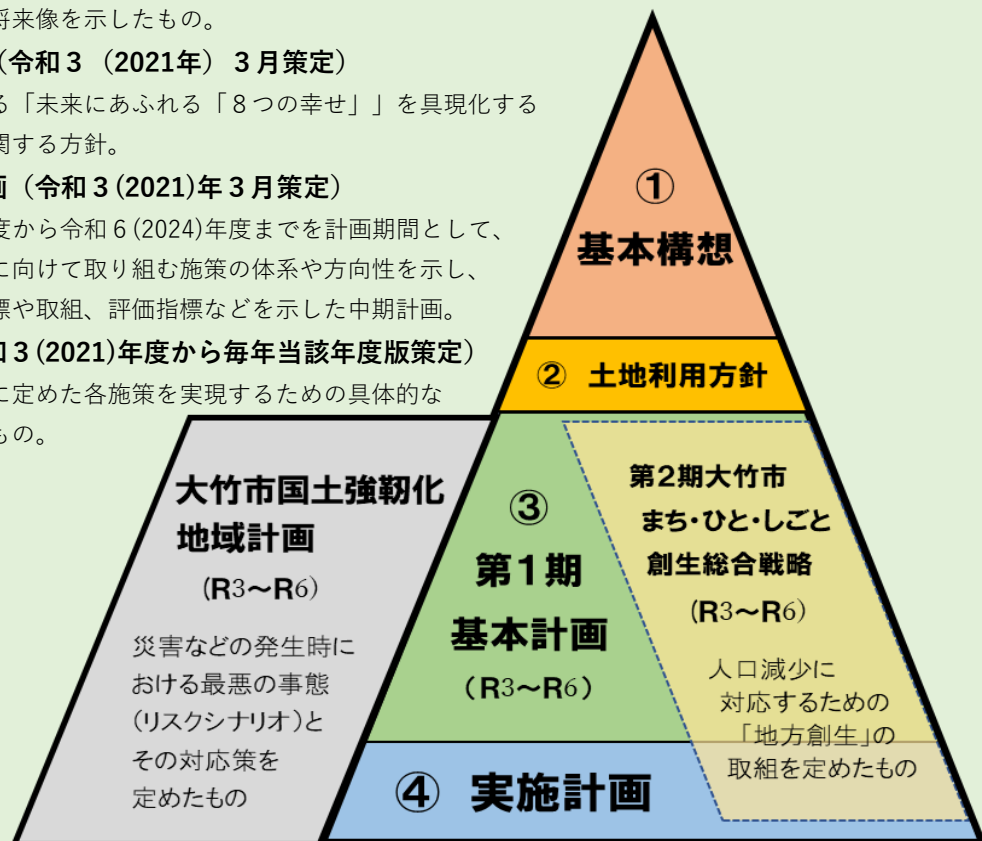 将来像を示したもの。
（令和３（2021年）３月策定）
る「未来にあふれる「８つの幸せ」」を具現化する
関する方針。
画（令和３(2021)年３月策定）
度から令和６(2024)年度までを計画期間として、
に向けて取り組む施策の体系や方向性を示し、
標や取組、評価指標などを示した中期計画。
和３(2021)年度から毎年当該年度版策定）
に定めた各施策を実現するための具体的な
もの。
①
基本構想
② 土地利用方針
大竹市国土強靭化
地域計画
(R3～R6)
災害などの発生時に
おける最悪の事態
(リスクシナリオ)と
その対応策を
定めたもの
③
第１期
基本計画
（R3～R6）
第2期大竹市
まち・ひと・しごと
創生総合戦略
(R3～R6)
人口減少に
対応するための
「地方創生」の
取組を定めたもの
④ 実施計画